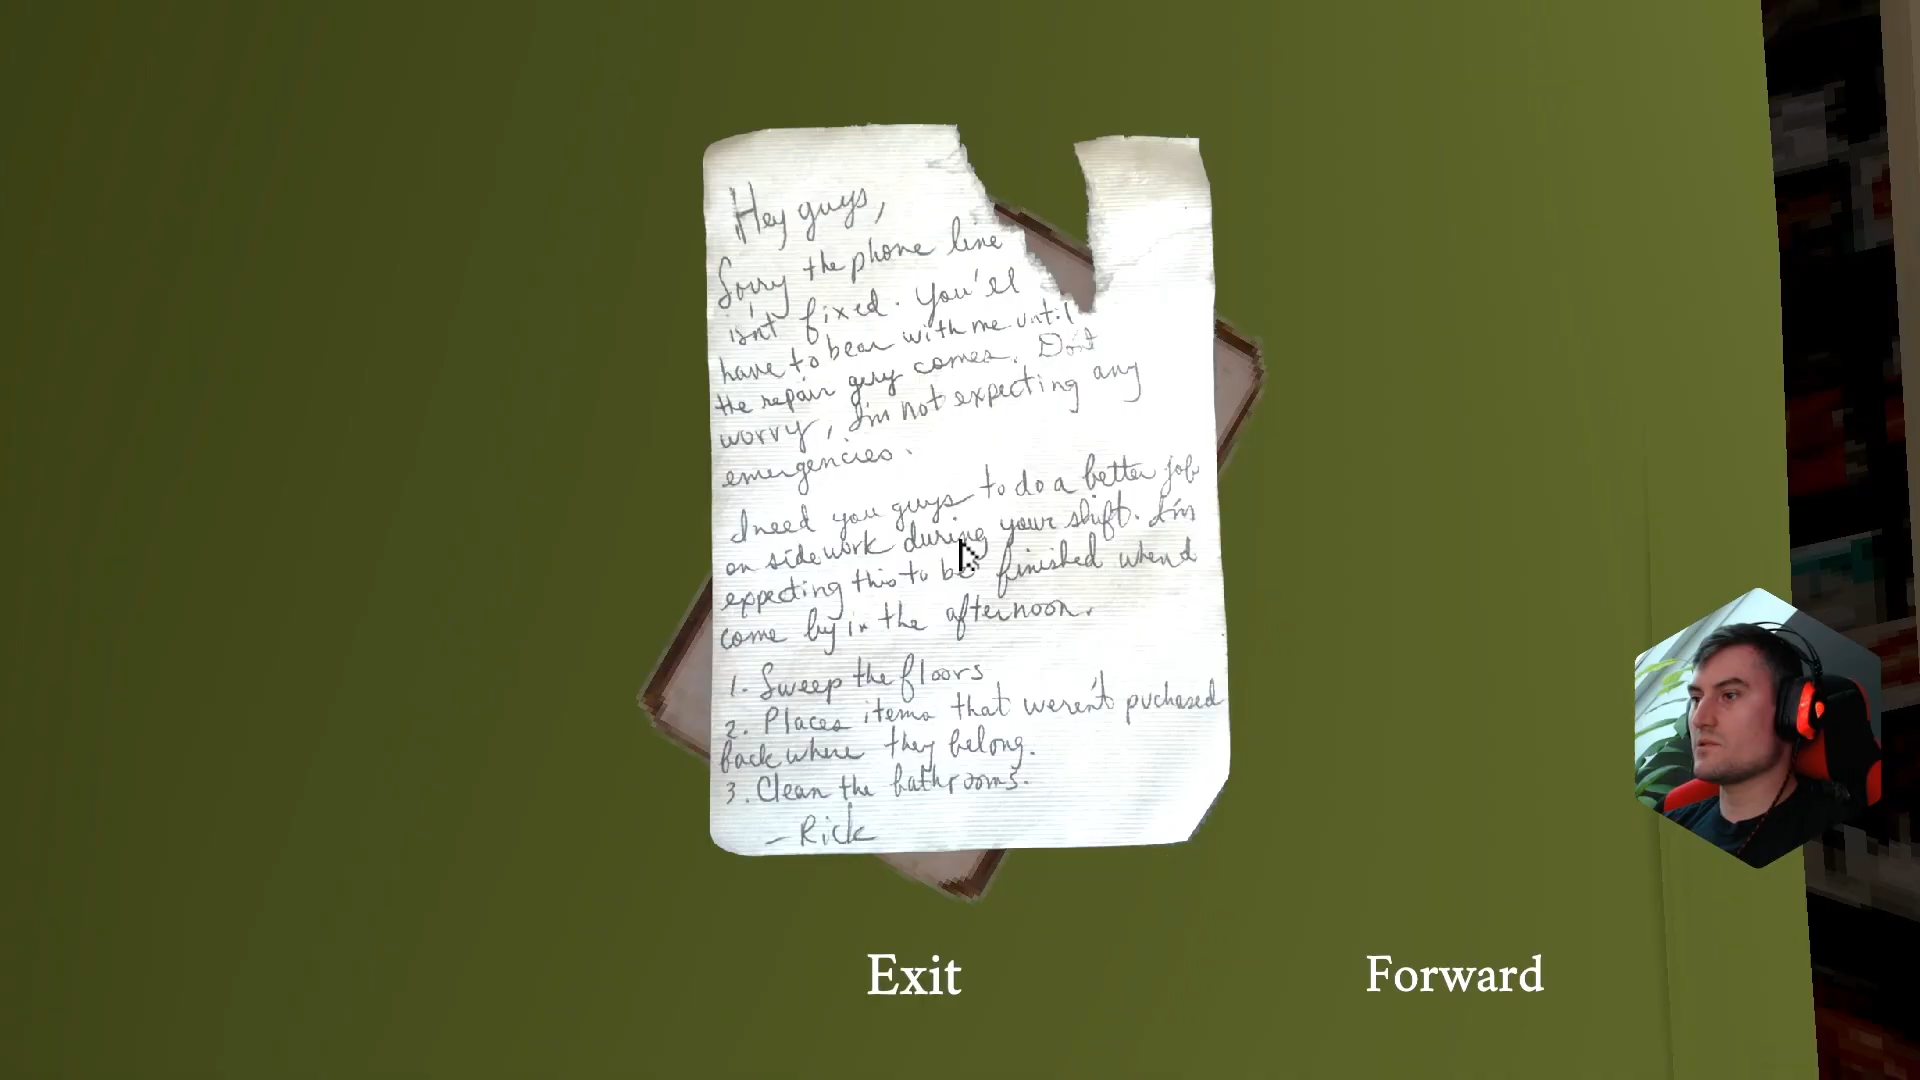 Hey guys,
Sorry the phone line
isn't fixed. You'll
have to bear with me until
the repair guy comes. Don't
worry, I'm not expecting any
emergencies.
I need you guys to do a better job
on sidework during your shift. I'm
expecting this to be finished when I
come by in the afternoon.
1. Sweep the floors
2. Places items that weren't puchased
back where they belong.
3. Clean the bathrooms.
- Rick
Exit
Forward